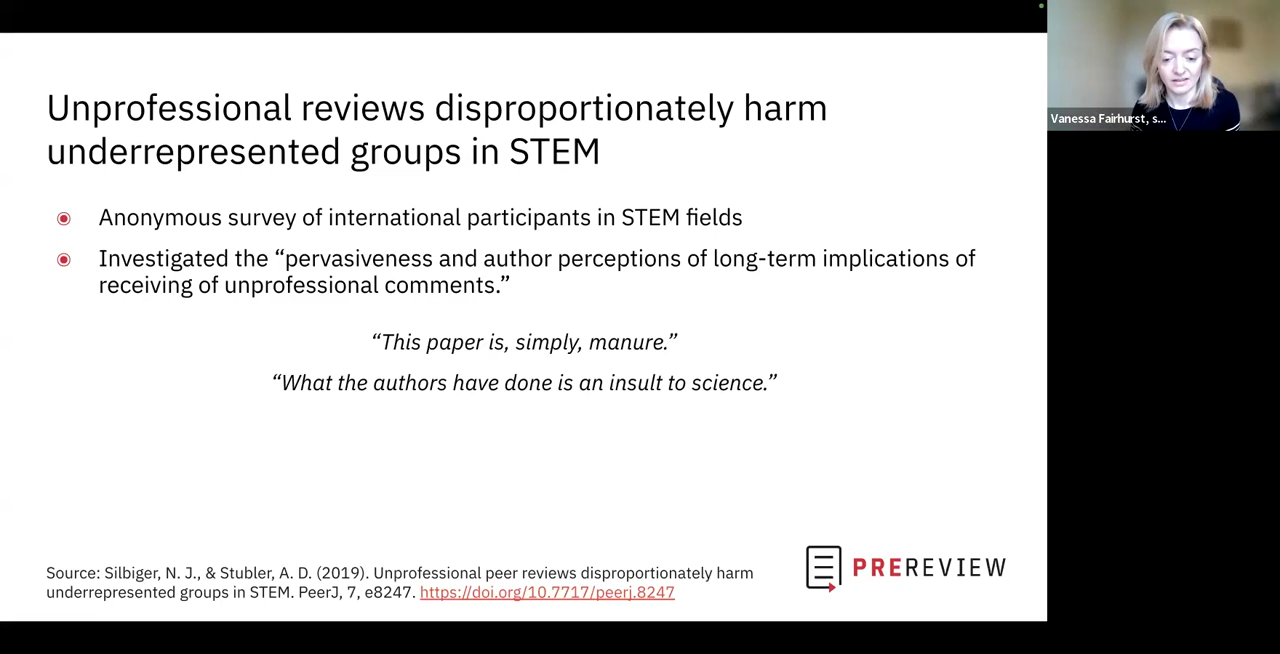 Unprofessional reviews disproportionately harm
underrepresented groups in STEM
Anonymous survey of international participants in STEM fields
Investigated the “pervasiveness and author perceptions of long-term implications of
receiving of unprofessional comments.”
“This paper is, simply, manure.”
“What the authors have done is an insult to science.”
Source: Silbiger, N. J., & Stubler, A. D. (2019). Unprofessional peer reviews disproportionately harm
underrepresented groups in STEM. PeerJ, 7, e8247. https://doi.org/10.7717/peerj.8247
PREREVIEW
Vanessa Fairhurst, s...